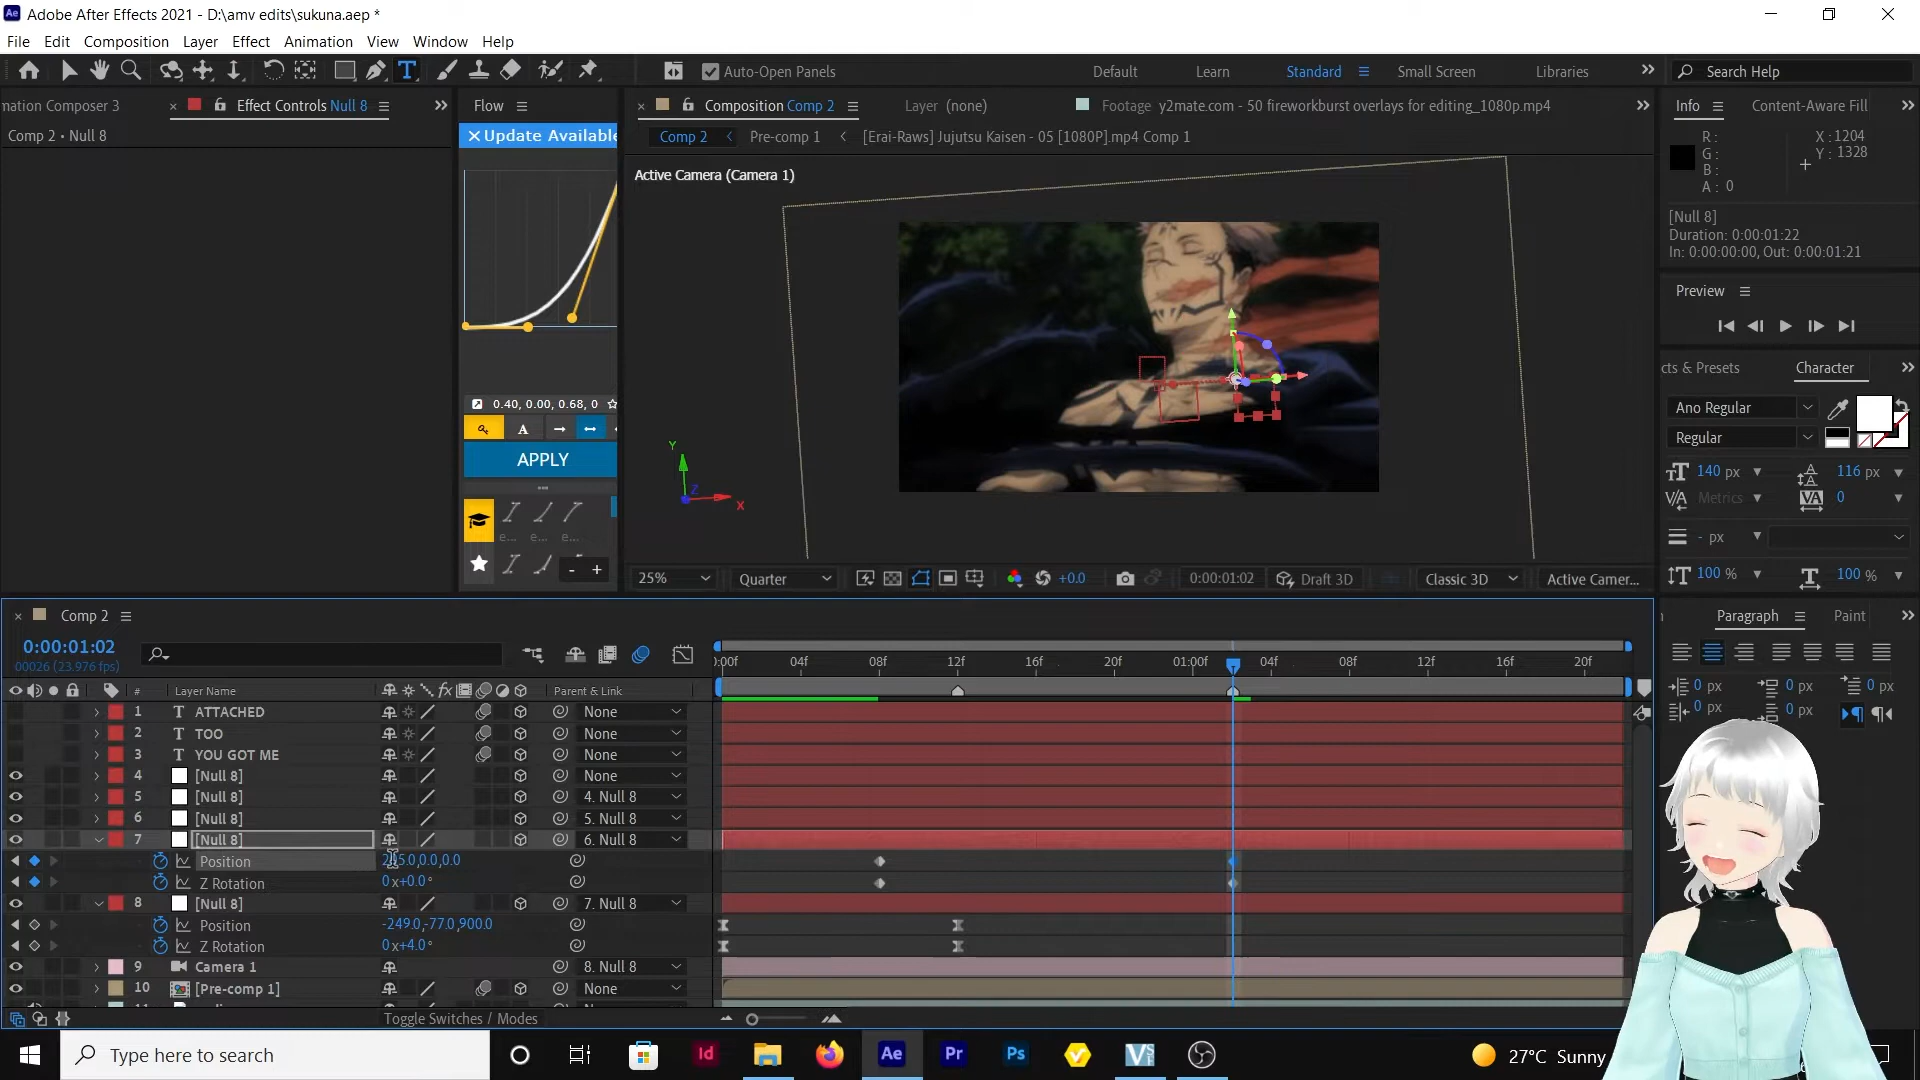 Adobe After Effects 2021 - D:\amv edits\sukuna.aep *
File Edit Composition Layer Effect Animation View Window Help
Auto-Open Panels
Default Learn Standard Small Screen Libraries
Search Help
mation Composer 3
Effect Controls Null 8
Flow
Composition Comp 2
Layer (none)
Footage y2mate.com - 50 fireworkburst overlays for editing_1080p.mp4
Info Content-Aware Fill
Comp 2 • Null 8
Update Available
Comp 2 Pre-comp 1 [Erai-Raws] Jujutsu Kaisen - 05 [1080P].mp4 Comp 1
Active Camera (Camera 1)
R :
G :
B :
A : 0
X : 1204
Y : 1328
[Null 8]
Duration: 0:00:01:22
In: 0:00:00:00, Out: 0:00:01:21
Preview
cts & Presets Character
Ano Regular
Regular
140 px 116 px
Metrics 0
- px
100 % 100 %
0.40, 0.00, 0.68, 0
A
APPLY
e... e... e...
- +
Y
Z
X
25% Quarter +0.0 0:00:01:02 Draft 3D Classic 3D Active Camer...
Comp 2
0:00:01:02
00026 (23.976 fps)
:00f 04f 08f 12f 16f 20f 01:00f 04f 08f 12f 16f 20f
# Layer Name Parent & Link
1 T ATTACHED None
2 T TOO None
3 T YOU GOT ME None
4 [Null 8] None
5 [Null 8] 4. Null 8
6 [Null 8] 5. Null 8
7 [Null 8] 6. Null 8
Position
Z Rotation 0x+0.0°
8 [Null 8] 7. Null 8
Position -249.0,-77.0,900.0
Z Rotation 0x+4.0°
9 Camera 1 8. Null 8
10 [Pre-comp 1] None
Toggle Switches / Modes
Paragraph Paint
0 px 0 px 0 px
0 px 0 px
Type here to search
Id Ae Pr Ps
27°C Sunny